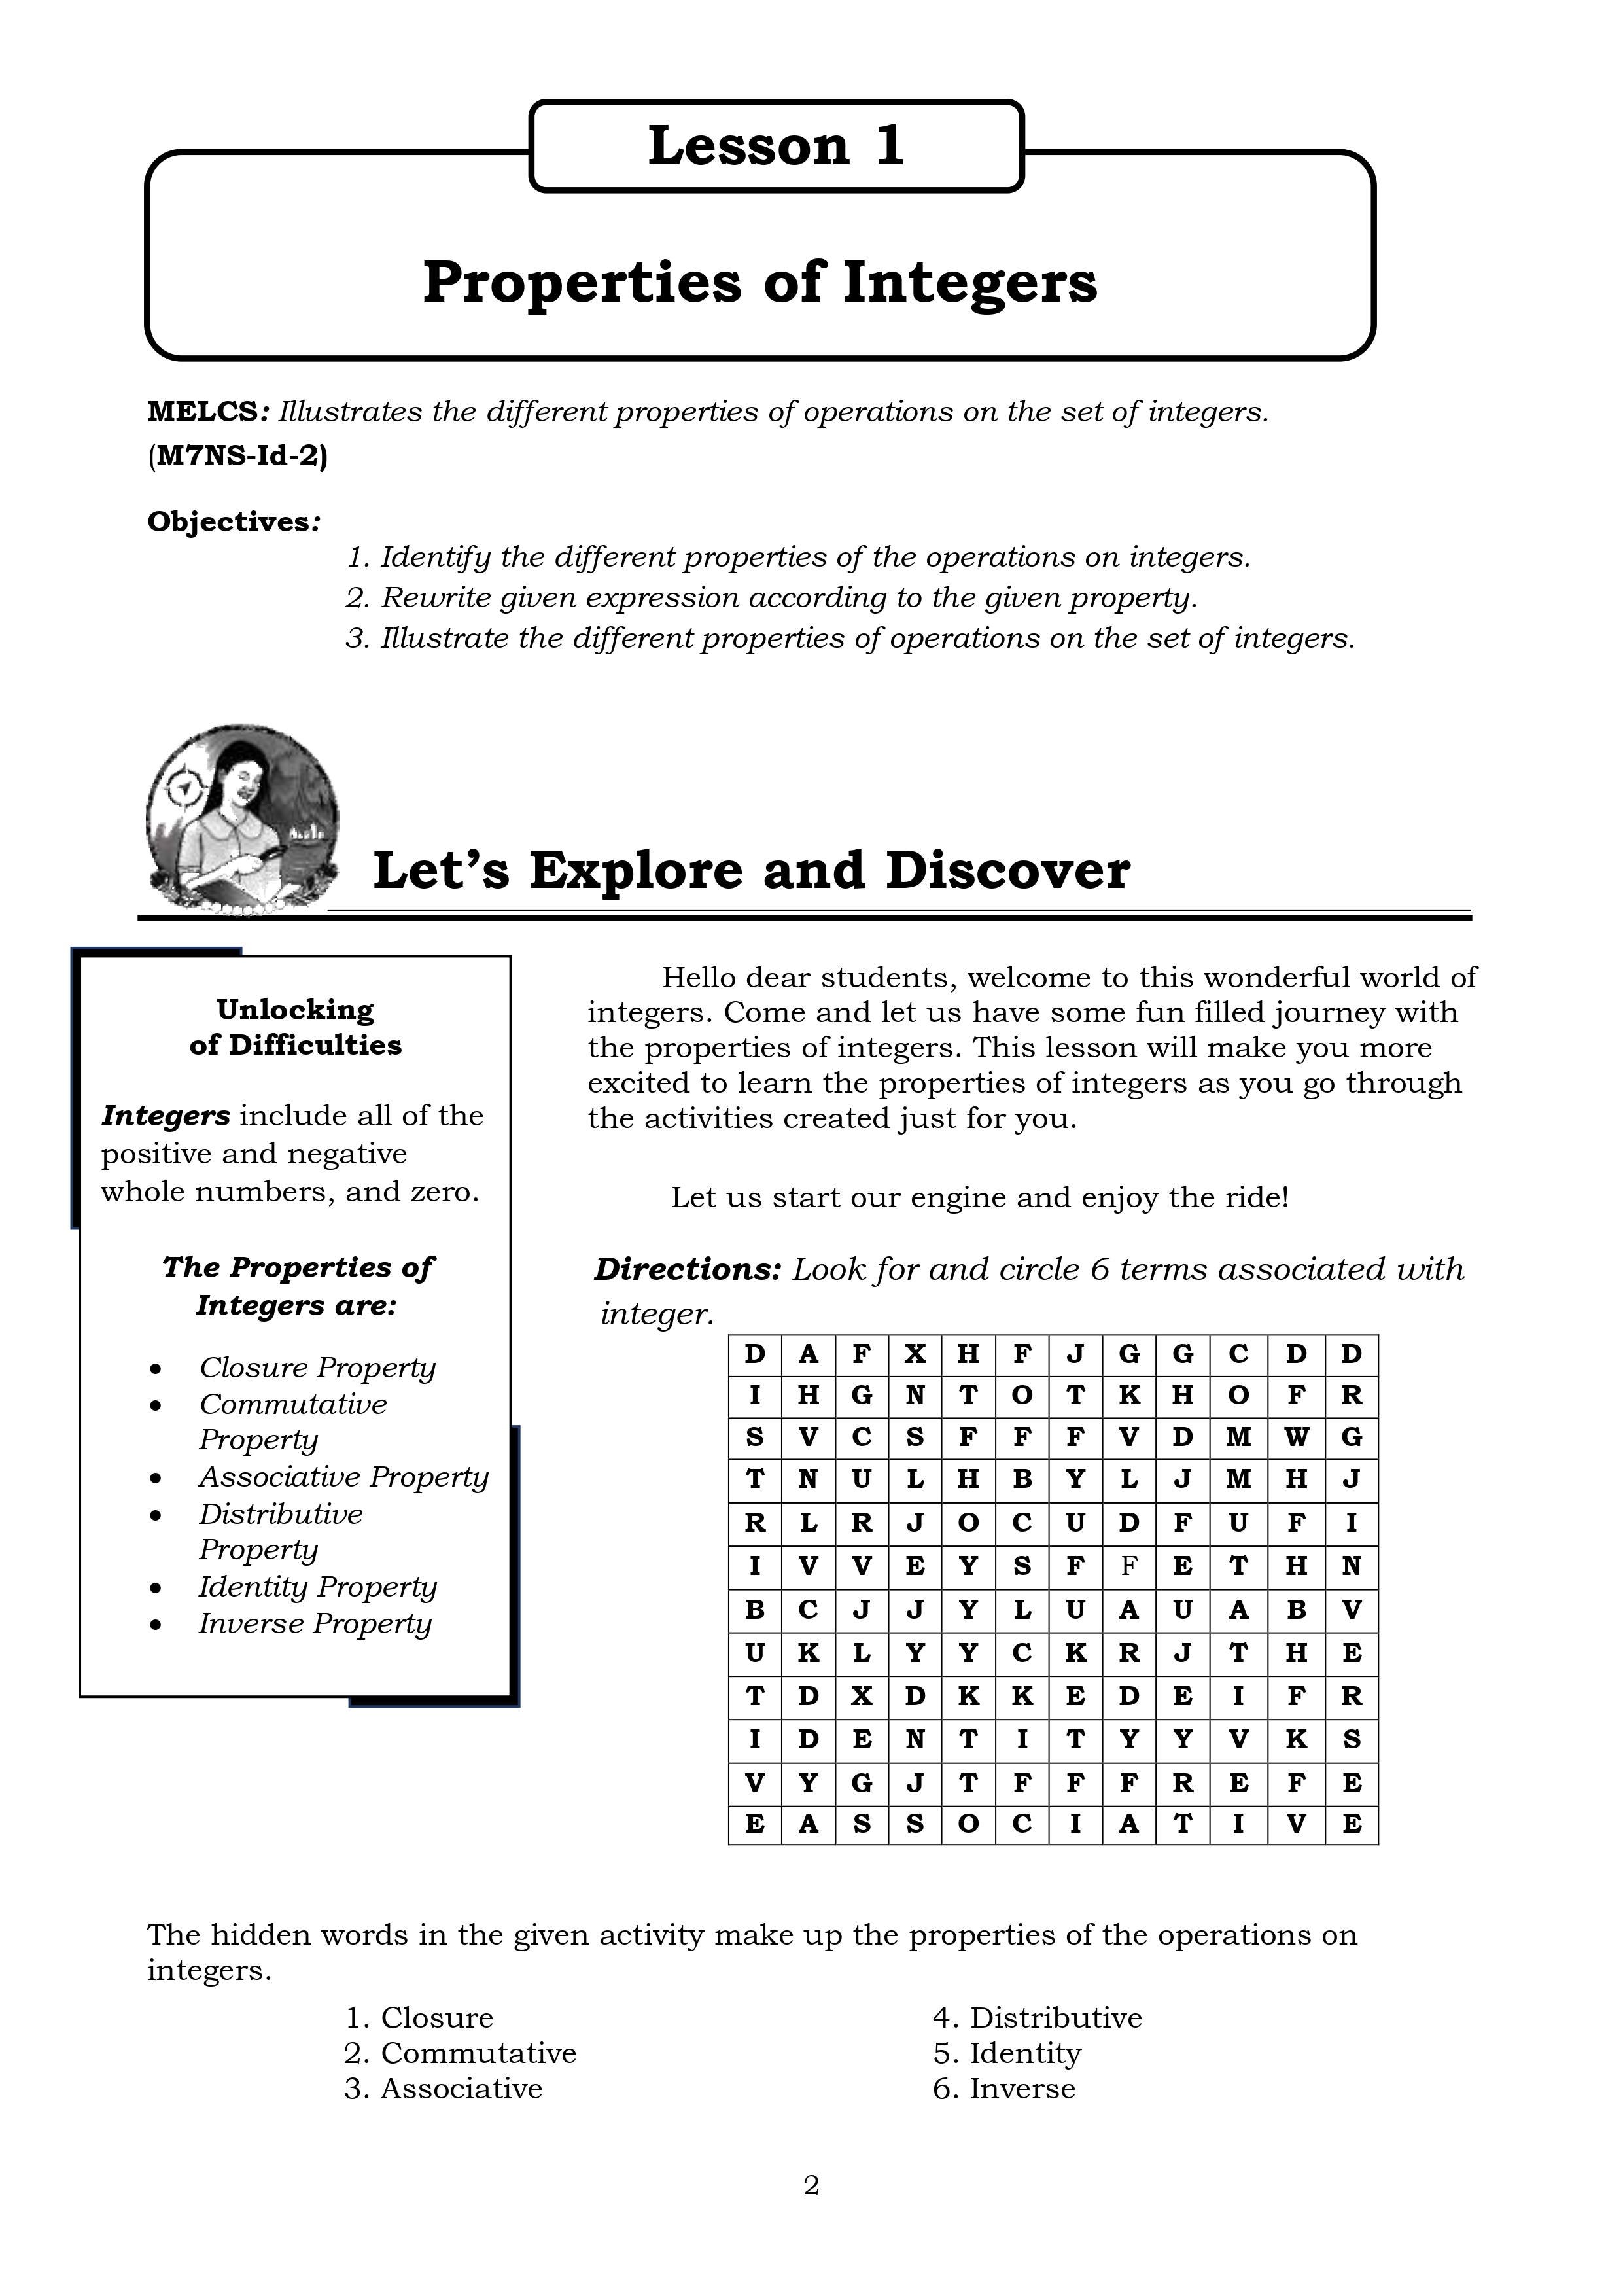 Lesson 1
Properties of Integers
MELCS: Illustrates the different properties of operations on the set of integers.
(M7NS-Id-2)
Objectives:
1. Identify the different properties of the operations on integers.
2. Rewrite given expression according to the given property.
3. Illustrate the different properties of operations on the set of integers.
Let's Explore and Discover
Unlocking
of Difficulties
Integers include all of the
positive and negative
whole numbers, and zero.
The Properties of
Integers are:
• Closure Property
• Commutative
Property
• Associative Property
• Distributive
Property
• Identity Property
• Inverse Property
Hello dear students, welcome to this wonderful world of
integers. Come and let us have some fun filled journey with
the properties of integers. This lesson will make you more
excited to learn the properties of integers as you go through
the activities created just for you.
Let us start our engine and enjoy the ride!
Directions: Look for and circle 6 terms associated with
integer.
D A F X H F J G G C D D
I H G N T O T K H O F R
S V C S F F F V D M W G
T N U L H B Y L J M H J
R L R J O C U D F U F I
I V V E Y S F F E T H N
B C J J Y L U A U A B V
U K L Y Y C K R J T H E
T D X D K K E D E I F R
I D E N T I T Y Y V K S
V Y G J T F F F R E F E
E A S S O C I A T I V E
The hidden words in the given activity make up the properties of the operations on
integers.
1. Closure
2. Commutative
3. Associative
4. Distributive
5. Identity
6. Inverse
2